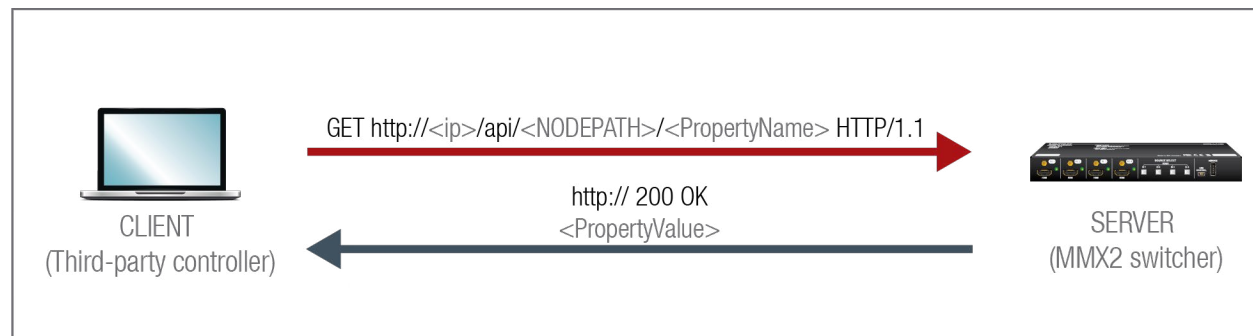 GET http://<ip>/api/<NODEPATH>/<PropertyName> HTTP/1.1
http:// 200 OK
<PropertyValue>
CLIENT
(Third-party controller)
SERVER
(MMX2 switcher)